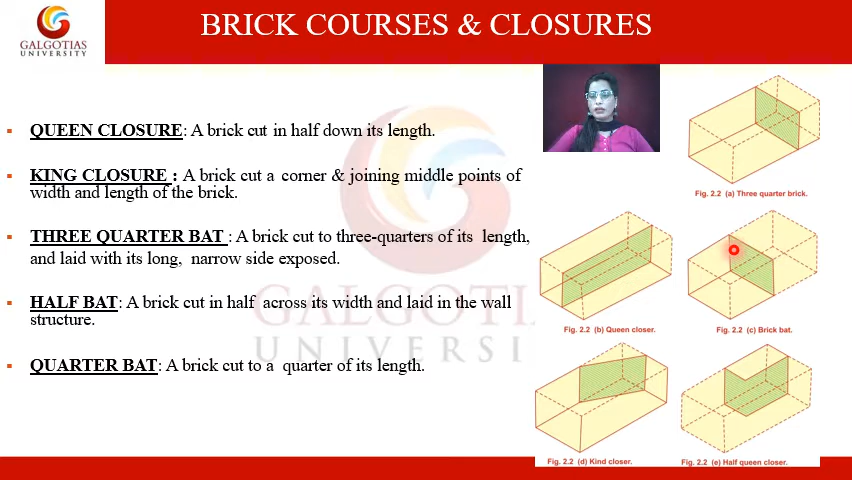 BRICK COURSES & CLOSURES
GALGOTIAS
UNIVERSITY
▪ QUEEN CLOSURE: A brick cut in half down its length.
▪ KING CLOSURE : A brick cut a corner & joining middle points of
width and length of the brick.
▪ THREE QUARTER BAT : A brick cut to three-quarters of its length,
and laid with its long, narrow side exposed.
▪ HALF BAT: A brick cut in half across its width and laid in the wall
structure.
▪ QUARTER BAT: A brick cut to a quarter of its length.
GALGOTIAS
UNIVERSITY
Fig. 2.2 (a) Three quarter brick.
Fig. 2.2 (b) Queen closer.
Fig. 2.2 (c) Brick bat.
Fig. 2.2 (d) Kind closer.
Fig. 2.2 (e) Half queen closer.